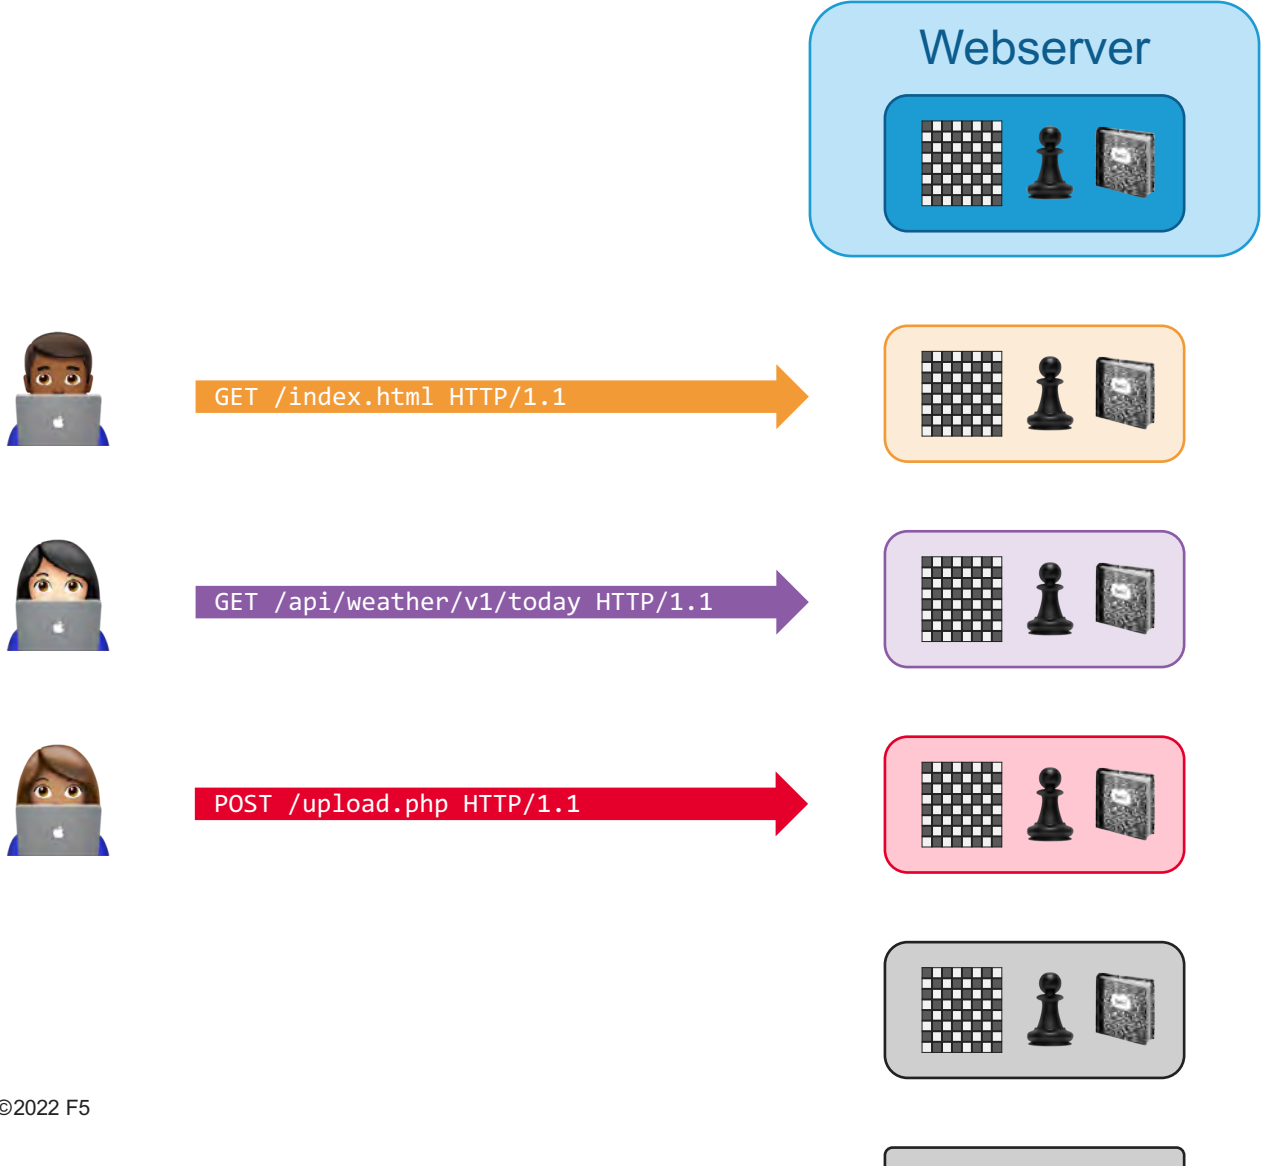 Webserver
GET /index.html HTTP/1.1
GET /api/weather/v1/today HTTP/1.1
POST /upload.php HTTP/1.1
©2022 F5